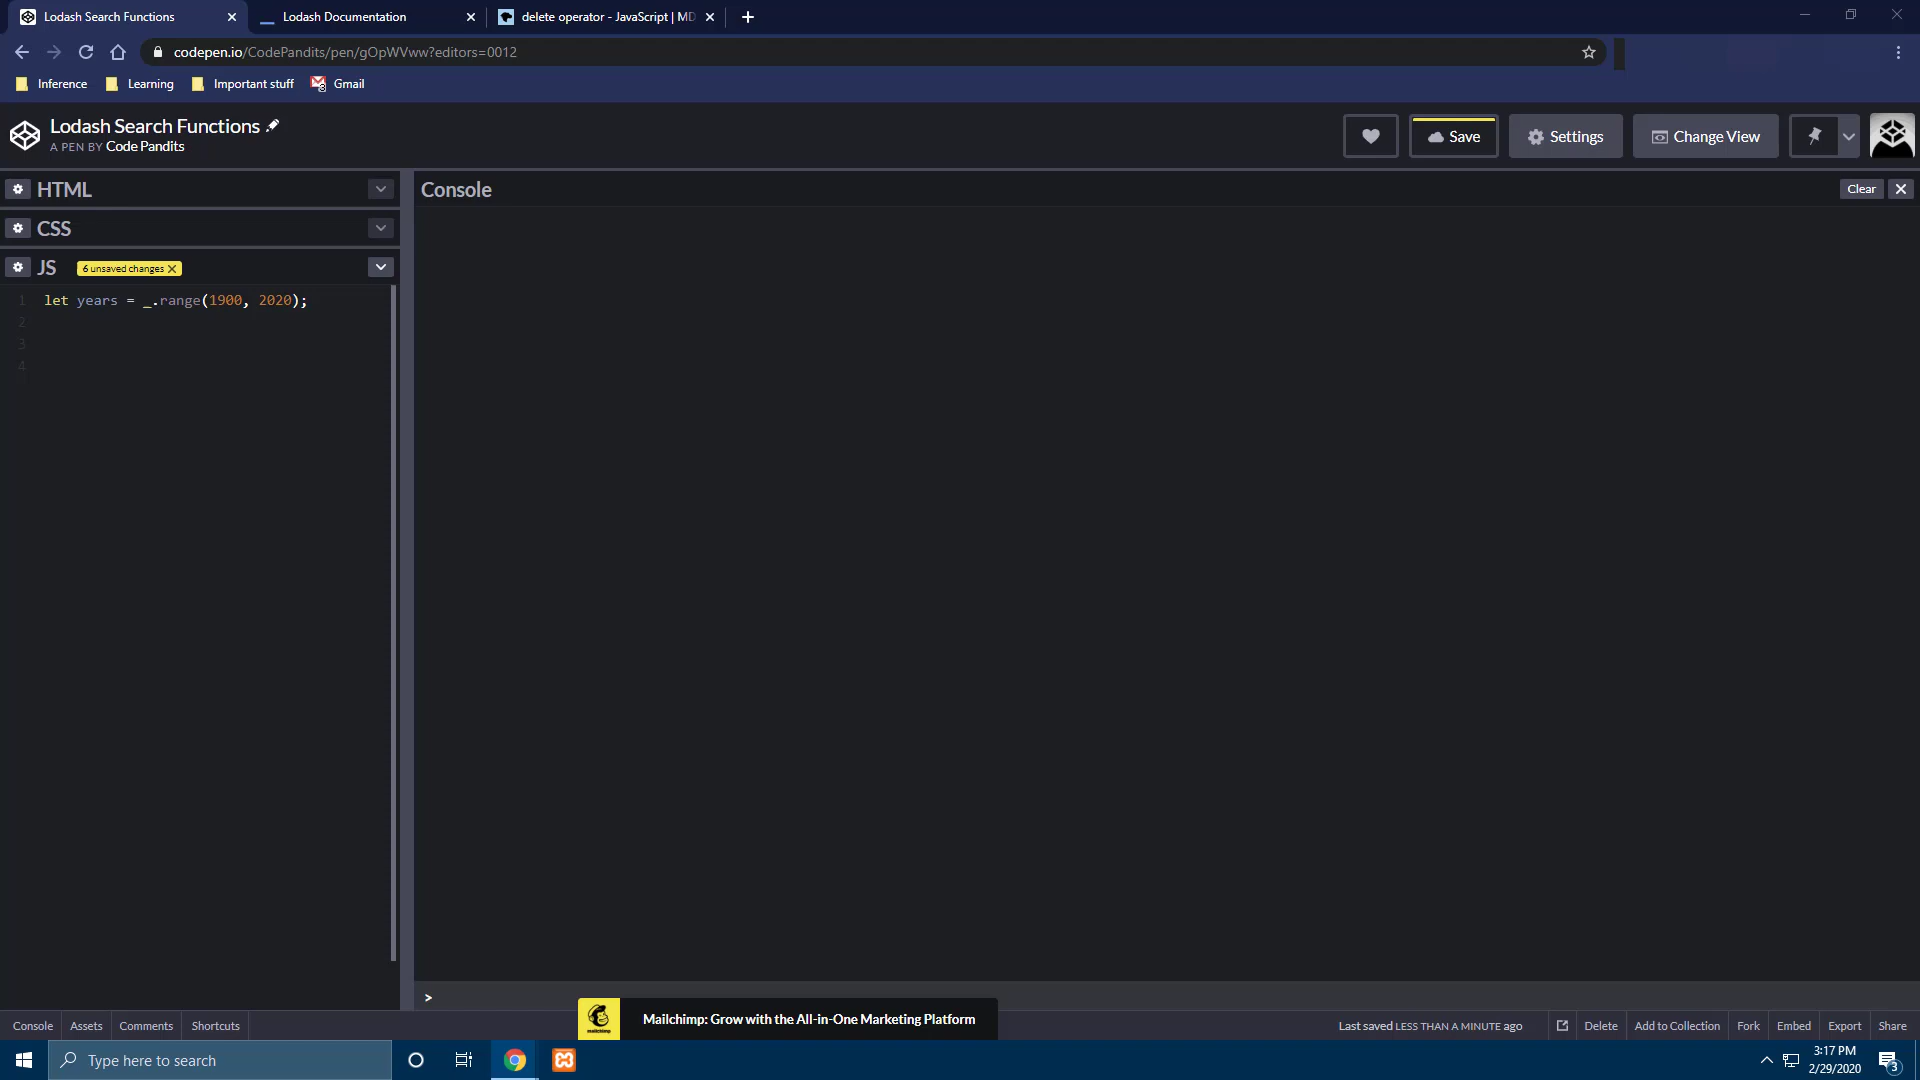 Lodash Search Functions
Lodash Documentation
delete operator - JavaScript | MD
codepen.io/CodePandits/pen/gOpWVww?editors=0012
Inference
Learning
Important stuff
Gmail
Lodash Search Functions
A PEN BY Code Pandits
Save
Settings
Change View
HTML
CSS
JS
6 unsaved changes
1 let years = _.range(1900, 2020);
2
3
4
Console
Clear
>
mailchimp
Mailchimp: Grow with the All-in-One Marketing Platform
Console
Assets
Comments
Shortcuts
Last saved LESS THAN A MINUTE ago
Delete
Add to Collection
Fork
Embed
Export
Share
Type here to search
3:17 PM
2/29/2020
3